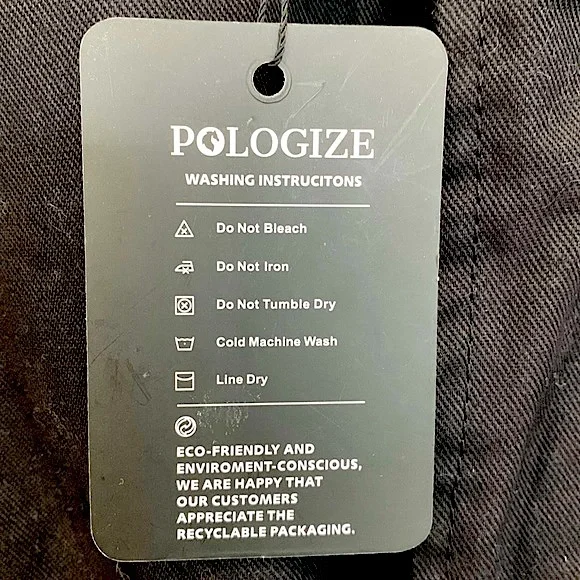 POLOGIZE
WASHING INSTRUCITONS
Do Not Bleach
Do Not Iron
Do Not Tumble Dry
Cold Machine Wash
Line Dry
ECO-FRIENDLY AND
ENVIROMENT-CONSCIOUS,
WE ARE HAPPY THAT
OUR CUSTOMERS
APPRECIATE THE
RECYCLABLE PACKAGING.